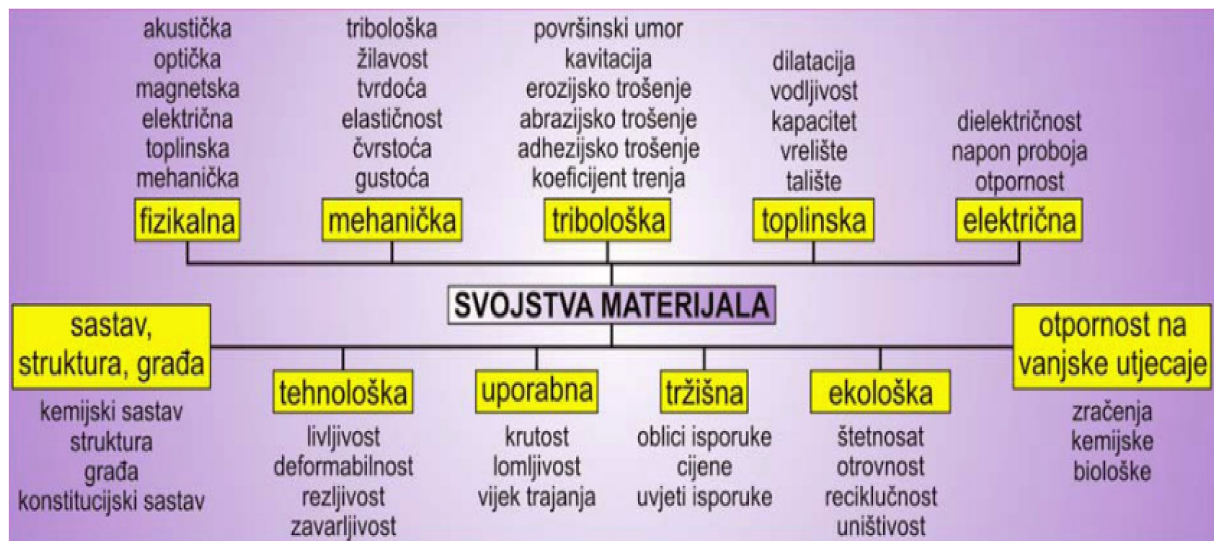 akustička
optička
magnetska
električna
toplinska
mehanička
fizikalna
tribološka
žilavost
tvrdoća
elastičnost
čvrstoća
gustoća
mehanička
površinski umor
kavitacija
erozijsko trošenje
abrazijsko trošenje
adhezijsko trošenje
koeficijent trenja
tribološka
dilatacija
vodljivost
kapacitet
vrelište
talište
toplinska
dielektričnost
napon proboja
otpornost
električna
SVOJSTVA MATERIJALA
sastav,
struktura, građa
kemijski sastav
struktura
građa
konstitucijski sastav
tehnološka
livljivost
deformabilnost
rezljivost
zavarljivost
uporabna
krutost
lomljivost
vijek trajanja
tržišna
oblici isporuke
cijene
uvjeti isporuke
ekološka
štetnosat
otrovnost
reciklučnost
uništivost
otpornost na
vanjske utjecaje
zračenja
kemijske
biološke